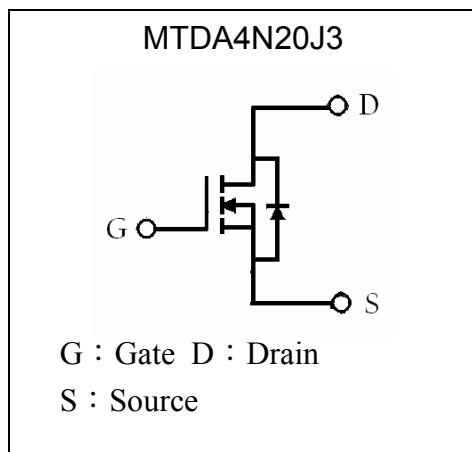 MTDA4N20J3
D
G
S
G：Gate D：Drain
S：Source